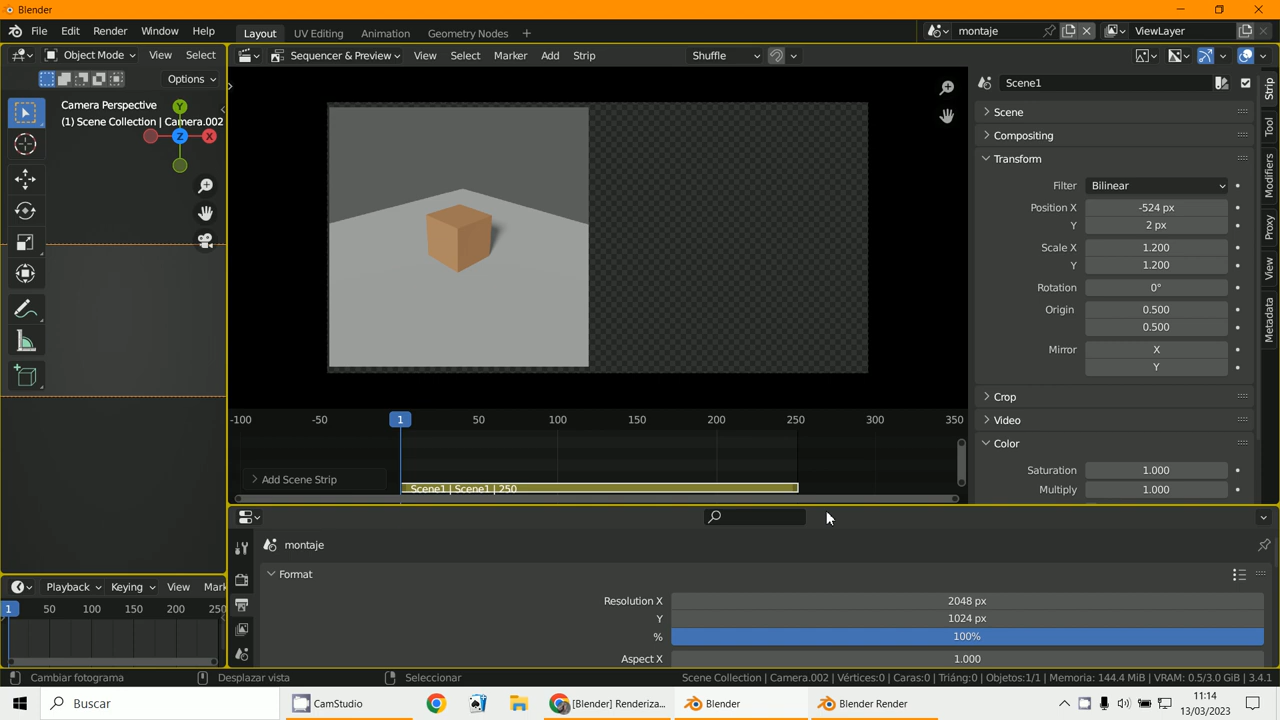 Blender
File Edit Render Window Help Layout UV Editing Animation Geometry Nodes + montaje ViewLayer
Object Mode View Select Sequencer & Preview View Select Marker Add Strip Shuffle
Options
Camera Perspective
(1) Scene Collection | Camera.002
Y
X
Z
Scene1
Scene
Compositing
Transform
Filter Bilinear
Position X -524 px
Y 2 px
Scale X 1.200
Y 1.200
Rotation 0°
Origin 0.500
0.500
Mirror X
Y
Crop
Video
Color
Saturation 1.000
Multiply 1.000
Strip
Tool
Modifiers
Proxy
View
Metadata
-100 -50 1 50 100 150 200 250 300 350
Add Scene Strip
Scene1 | Scene1 | 250
montaje
Format
Resolution X 2048 px
Y 1024 px
% 100%
Aspect X 1.000
Playback Keying View Mark
1 50 100 150 200 250
Cambiar fotograma Desplazar vista Seleccionar Scene Collection | Camera.002 | Vértices:0 | Caras:0 | Triáng:0 | Objetos:1/1 | Memoria: 144.4 MiB | VRAM: 0.5/3.0 GiB | 3.4.1
Buscar CamStudio [Blender] Renderiza... Blender Blender Render 11:14
13/03/2023